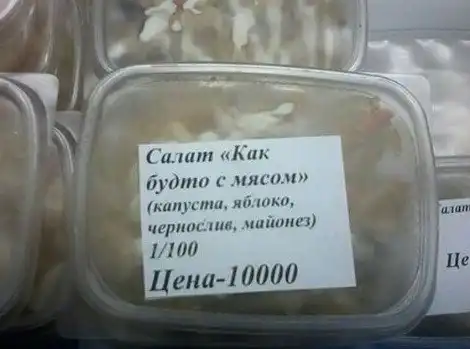 Салат «Как
будто с мясом»
(капуста, яблоко,
чернослив, майонез)
1/100
Цена-10000